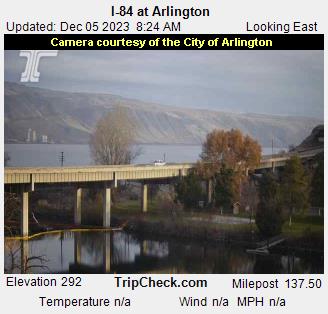 I-84 at Arlington
Updated: Dec 05 2023 8:24 AM Looking East
Camera courtesy of the City of Arlington
Elevation 292 TripCheck.com Milepost 137.50
Temperature n/a Wind n/a MPH n/a